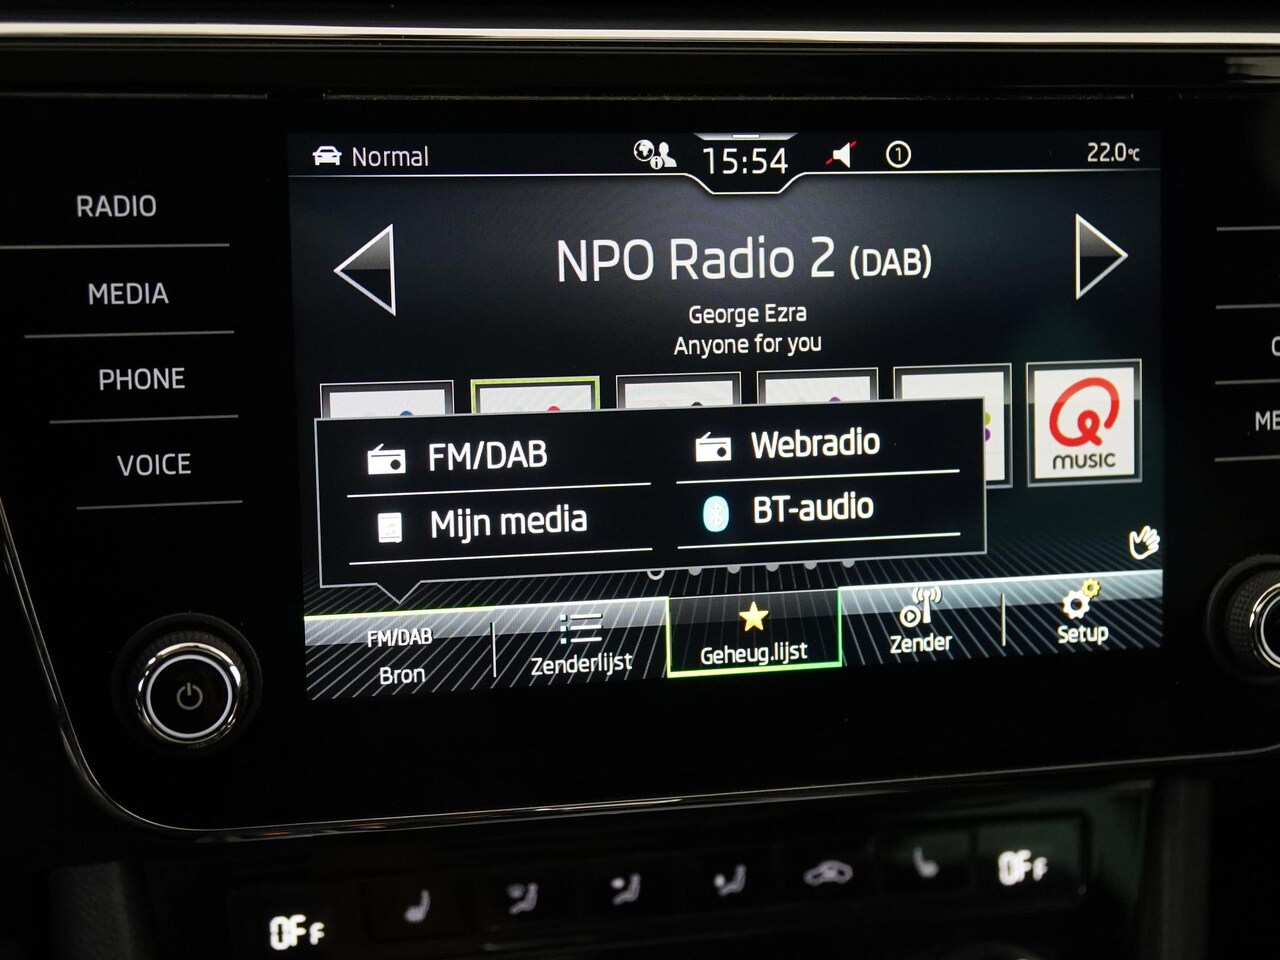 Normal
15:54
1
22.0°C
RADIO
MEDIA
PHONE
VOICE
NPO Radio 2 (DAB)
George Ezra
Anyone for you
Q
MUSIC
FM/DAB
Webradio
Mijn media
BT-audio
FM/DAB
Bron
Zenderlijst
Geheug.lijst
Zender
Setup
OFF
OFF